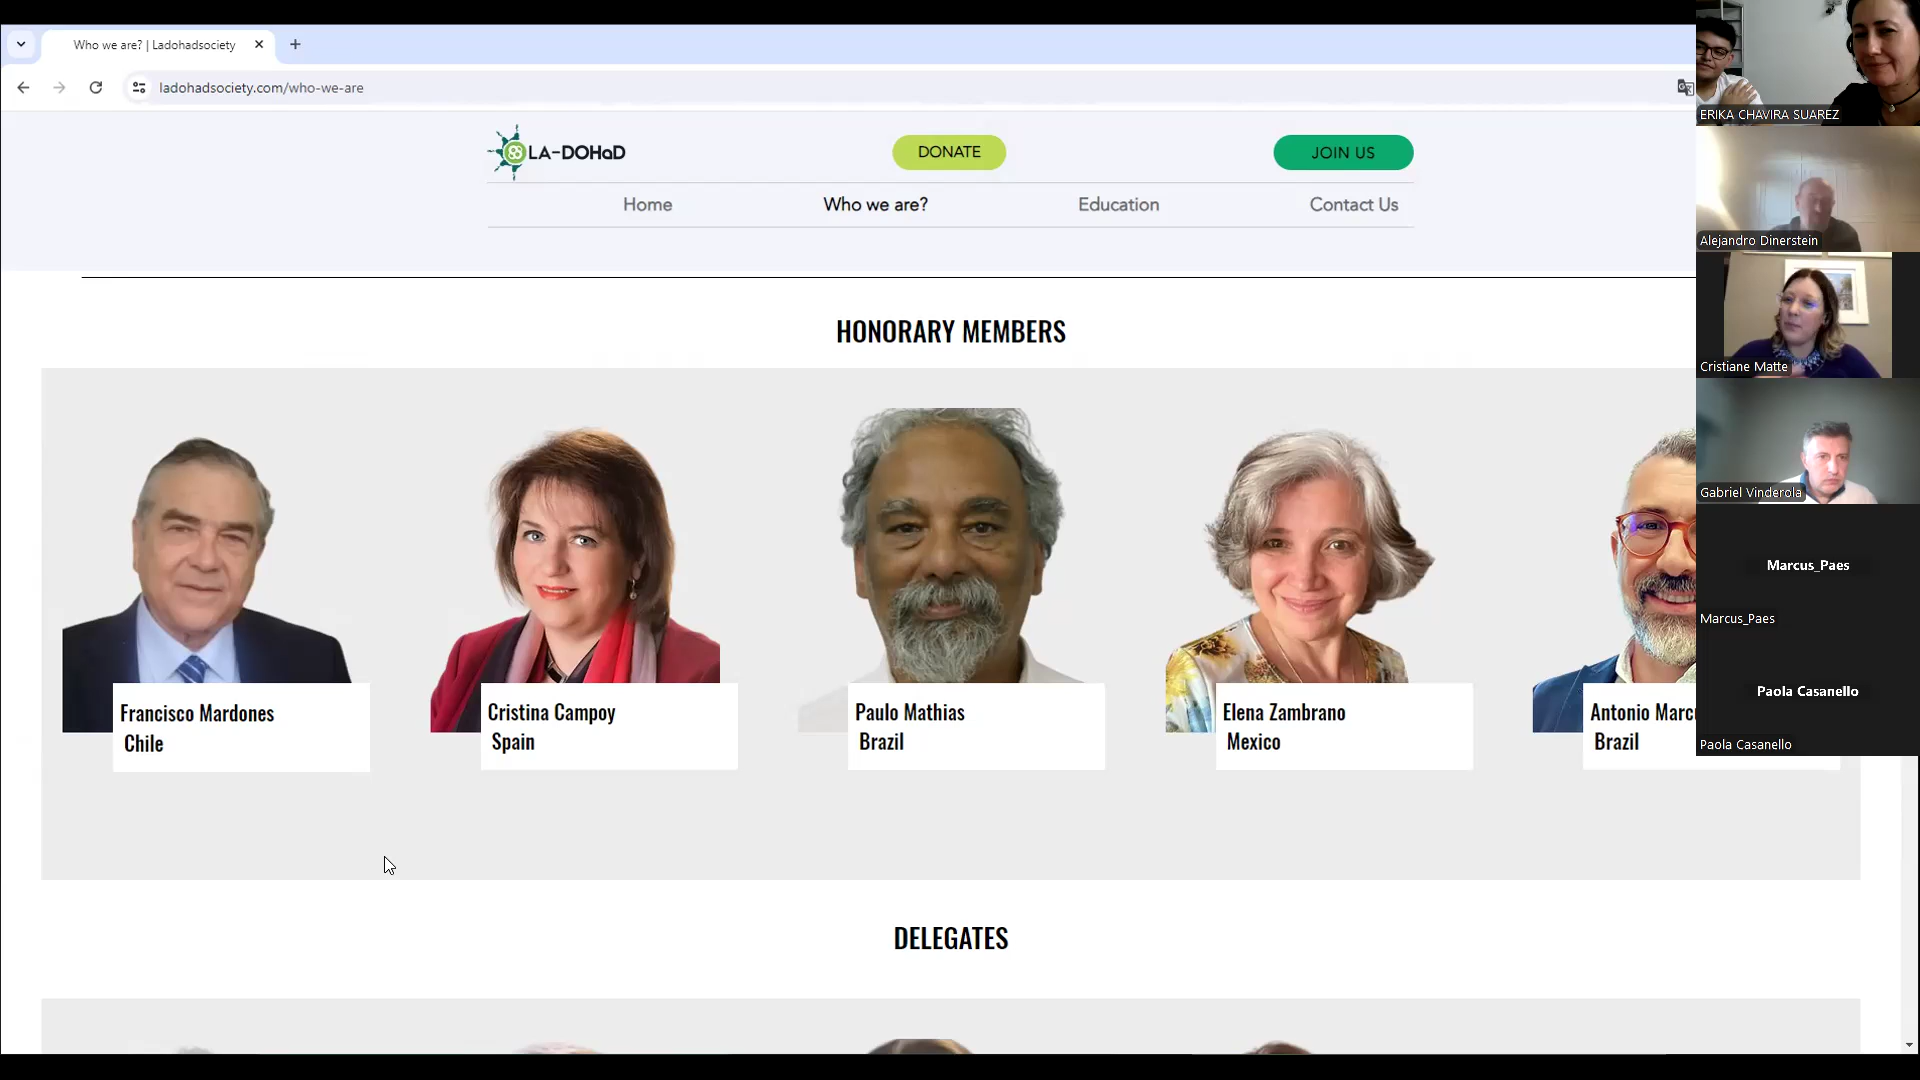 Who we are? | Ladohadsociety
ladohadsociety.com/who-we-are
LA-DOHaD
DONATE
JOIN US
Home
Who we are?
Education
Contact Us
HONORARY MEMBERS
Francisco Mardones
Chile
Cristina Campoy
Spain
Paulo Mathias
Brazil
Elena Zambrano
Mexico
Antonio
Brazil
DELEGATES
ERIKA CHAVIRA SUAREZ
Alejandro Dinerstein
Cristiane Matte
Gabriel Vinderola
Marcus_Paes
Marcus_Paes
Paola Casanello
Paola Casanello